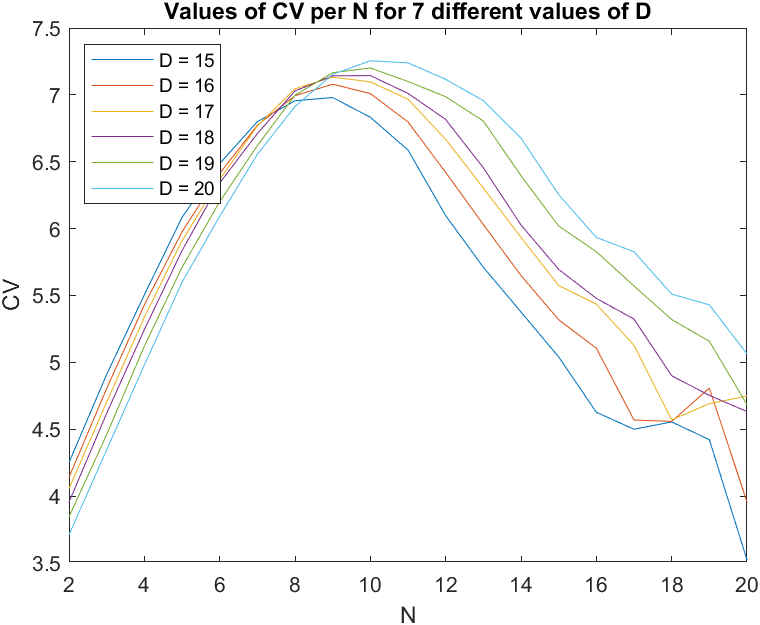 Values of CV per N for 7 different values of D
7.5
7
6.5
6
5.5
5
4.5
4
3.5
CV
D = 15
D = 16
D = 17
D = 18
D = 19
D = 20
2 4 6 8 10 12 14 16 18 20
N